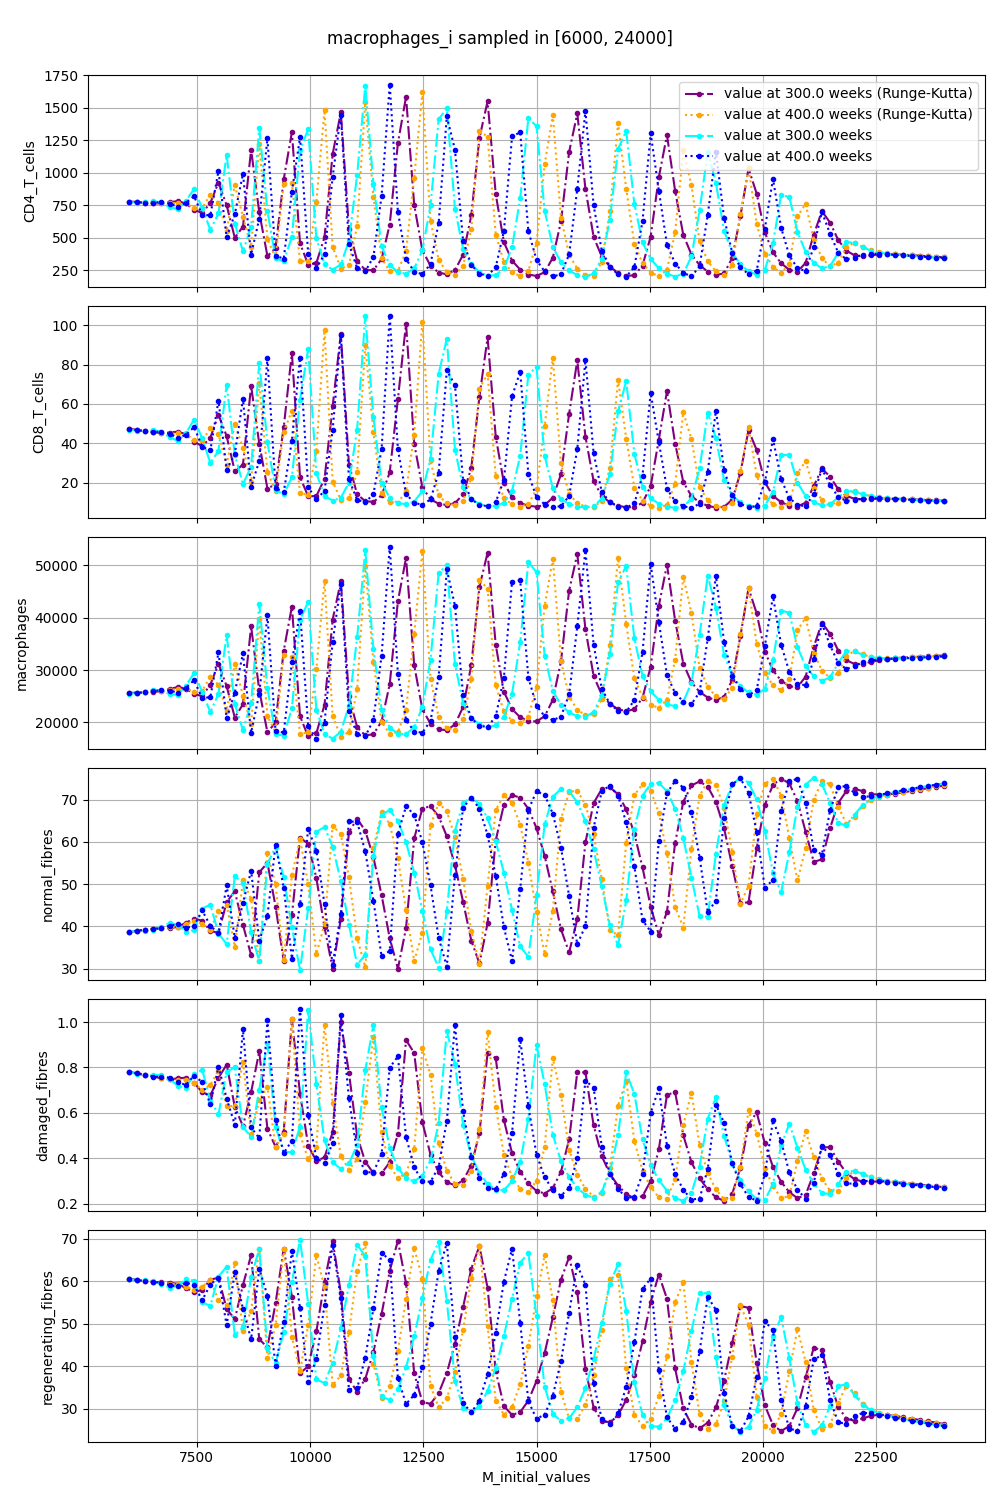 macrophages_i sampled in [6000, 24000]
value at 300.0 weeks (Runge-Kutta)
value at 400.0 weeks (Runge-Kutta)
value at 300.0 weeks
value at 400.0 weeks
CD4_T_cells
1750
1500
1250
1000
750
500
250
CD8_T_cells
100
80
60
40
20
macrophages
50000
40000
30000
20000
normal_fibres
70
60
50
40
30
damaged_fibres
1.0
0.8
0.6
0.4
0.2
regenerating_fibres
70
60
50
40
30
7500 10000 12500 15000 17500 20000 22500
M_initial_values